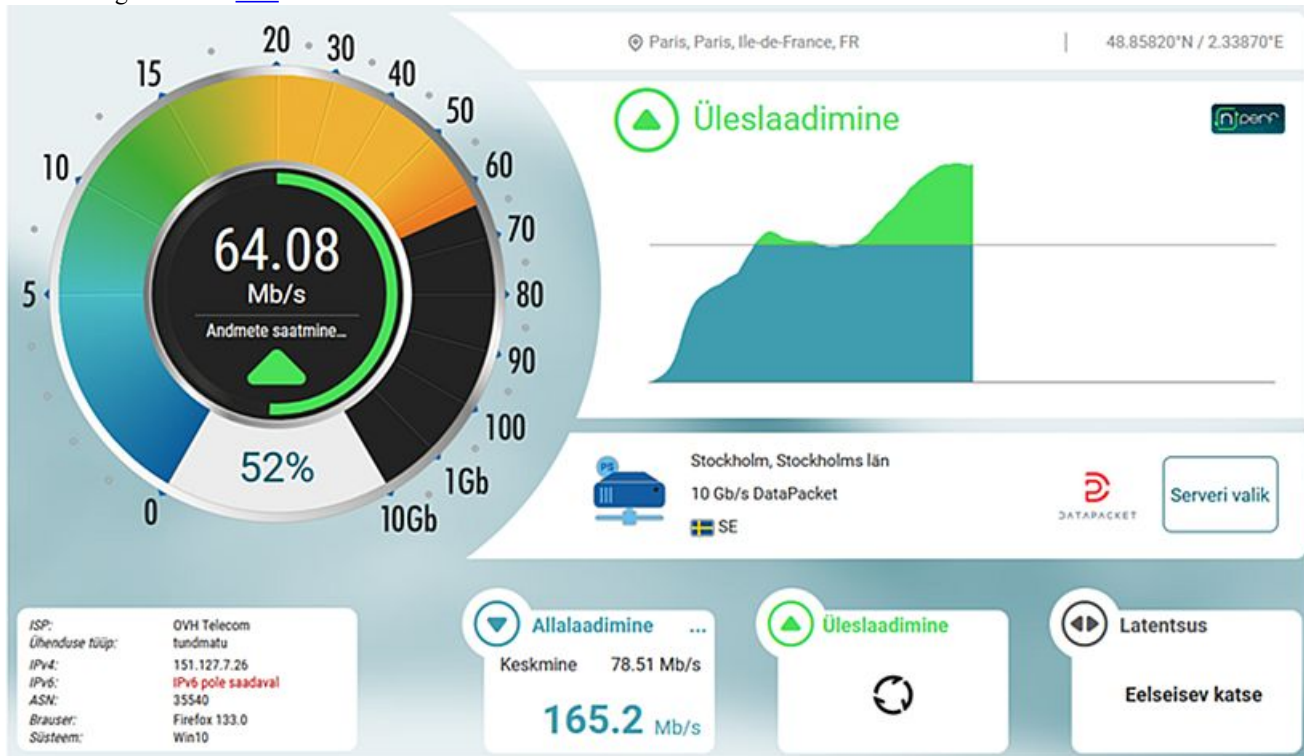 Paris, Paris, Ile-de-France, FR | 48.85820°N / 2.33870°E
Üleslaadimine
nperf
20
30
15
40
50
10
60
70
5
80
90
100
0
1Gb
10Gb
64.08
Mb/s
Andmete saatmine...
52%
PS
Stockholm, Stockholms län
10 Gb/s DataPacket
SE
DATAPACKET
Serveri valik
ISP: OVH Telecom
Ühenduse tüüp: tundmatu
IPv4: 151.127.7.26
IPv6: IPv6 pole saadaval
ASN: 35540
Brauser: Firefox 133.0
Süsteem: Win10
Allalaadimine ...
Keskmine 78.51 Mb/s
165.2 Mb/s
Üleslaadimine
Latentsus
Eelseisev katse